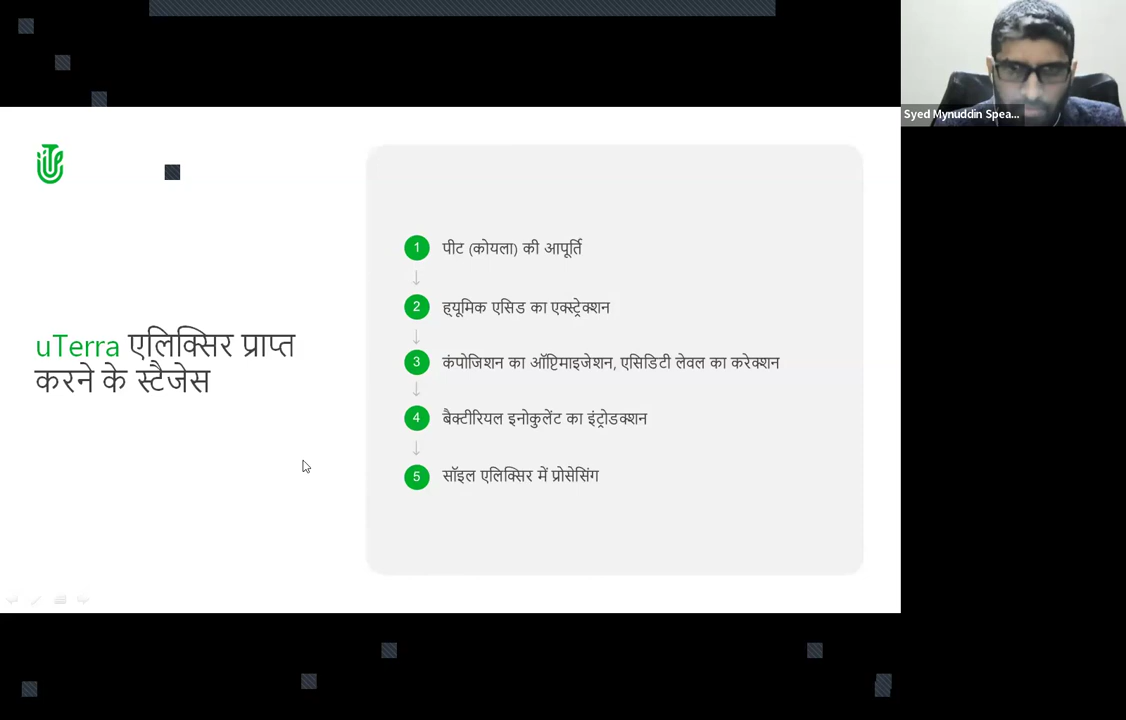 Syed Mynuddin Spea...
uTerra एलिक्सिर प्राप्त
करने के स्टैजेस
1 पीट (कोयला) की आपूर्ति
2 ह्यूमिक एसिड का एक्स्ट्रेक्शन
3 कंपोजिशन का ऑप्टिमाइजेशन, एसिडिटी लेवल का करेक्शन
4 बैक्टीरियल इनोकुलेंट का इंट्रोडक्शन
5 सॉइल एलिक्सिर में प्रोसेसिंग